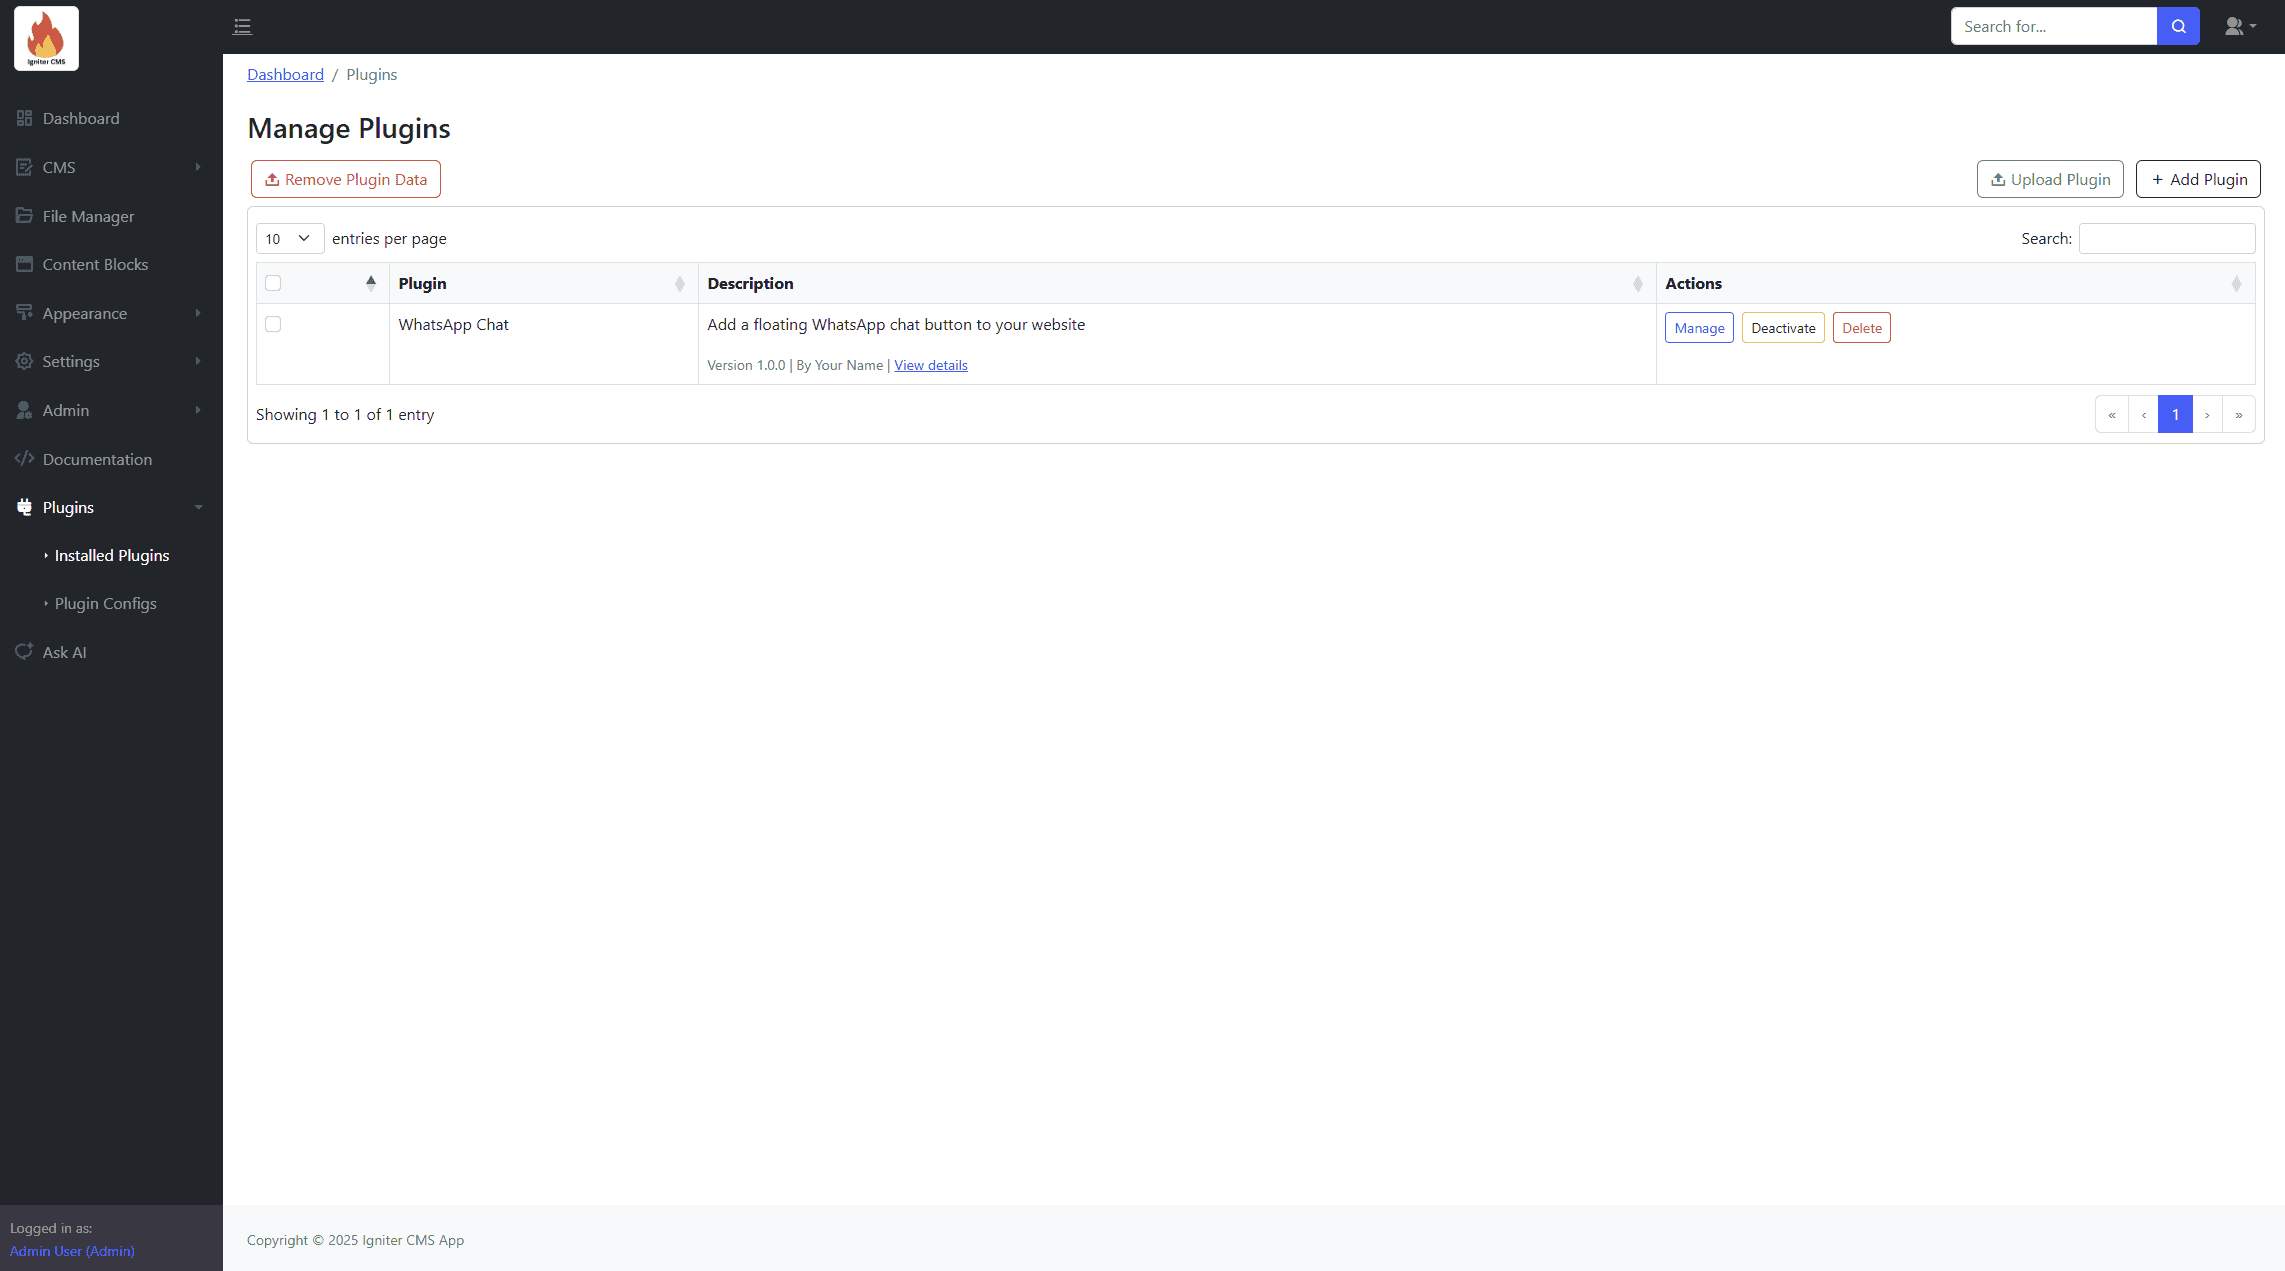 Igniter CMS
Search for...
Dashboard
CMS
File Manager
Content Blocks
Appearance
Settings
Admin
Documentation
Plugins
Installed Plugins
Plugin Configs
Ask AI
Logged in as:
Admin User (Admin)
Dashboard / Plugins
Manage Plugins
Remove Plugin Data
Upload Plugin
+ Add Plugin
10 entries per page
Search:
Plugin Description Actions
WhatsApp Chat Add a floating WhatsApp chat button to your website Manage Deactivate Delete
Version 1.0.0 | By Your Name | View details
Showing 1 to 1 of 1 entry
« ‹ 1 › »
Copyright © 2025 Igniter CMS App